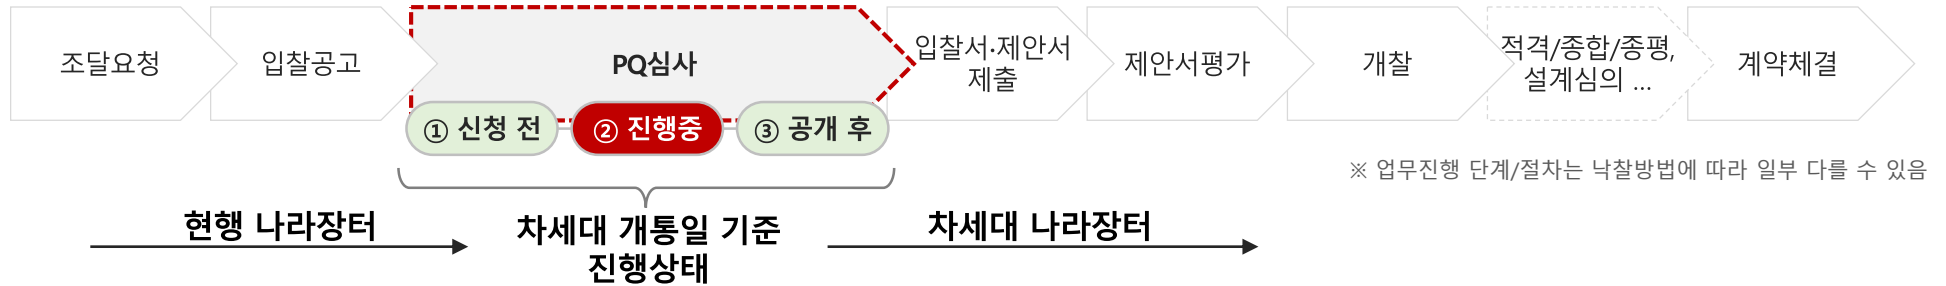 조달요청
입찰공고
PQ심사
입찰서·제안서
제출
제안서평가
개찰
적격/종합/종평,
설계심의 ...
계약체결
① 신청 전
② 진행중
③ 공개 후
※ 업무진행 단계/절차는 낙찰방법에 따라 일부 다를 수 있음
현행 나라장터
차세대 개통일 기준
진행상태
차세대 나라장터